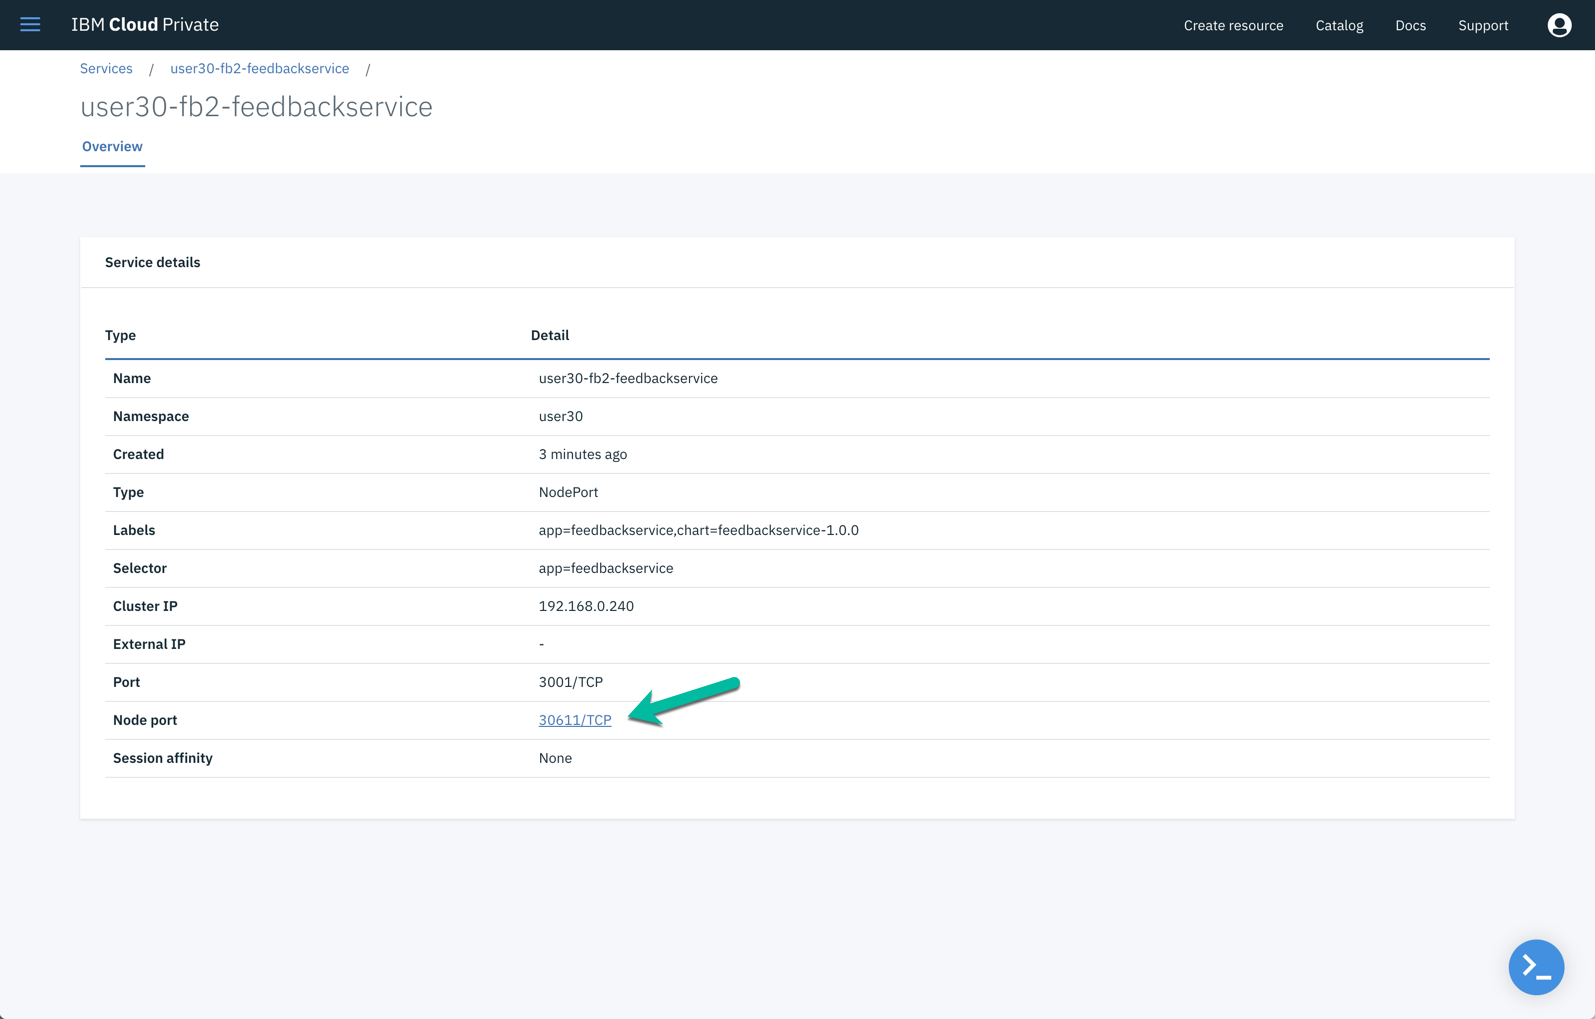 IBM Cloud Private Create resource Catalog Docs Support
Services / user30-fb2-feedbackservice /
user30-fb2-feedbackservice
Overview
Service details
Type Detail
Name user30-fb2-feedbackservice
Namespace user30
Created 3 minutes ago
Type NodePort
Labels app=feedbackservice,chart=feedbackservice-1.0.0
Selector app=feedbackservice
Cluster IP 192.168.0.240
External IP -
Port 3001/TCP
Node port 30611/TCP
Session affinity None